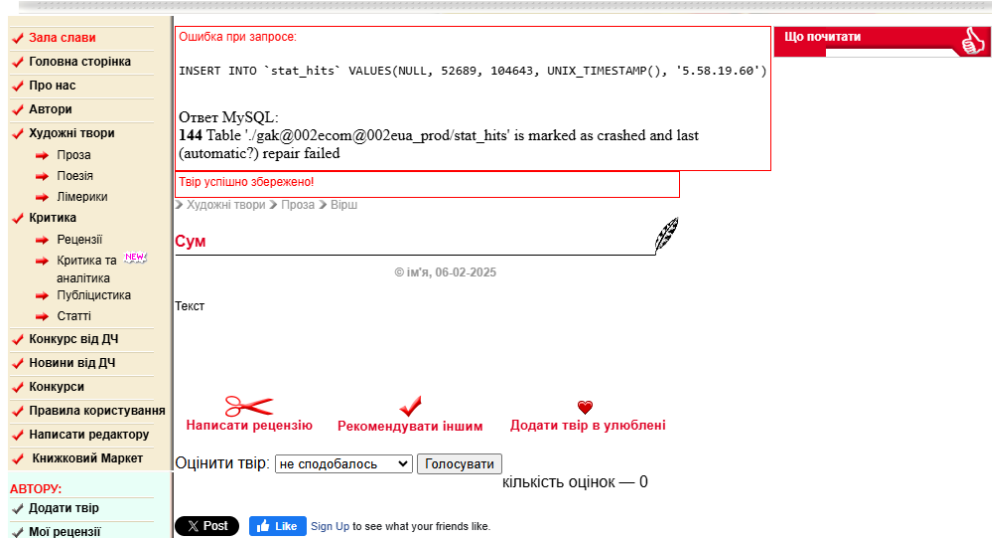 Зала слави
Головна сторінка
Про нас
Автори
Художні твори
Проза
Поезія
Лімерики
Критика
Рецензії
Критика та NEW!
аналітика
Публіцистика
Статті
Конкурс від ДЧ
Новини від ДЧ
Конкурси
Правила користування
Написати редактору
Книжковий Маркет
АВТОРУ:
Додати твір
Мої рецензії
Ошибка при запросе:
INSERT INTO `stat_hits` VALUES(NULL, 52689, 104643, UNIX_TIMESTAMP(), '5.58.19.60')
Ответ MySQL:
144 Table './gak@002ecom@002eua_prod/stat_hits' is marked as crashed and last
(automatic?) repair failed
Твір успішно збережено!
Художні твори Проза Вірш
Сум
© ім'я, 06-02-2025
Текст
Написати рецензію Рекомендувати іншим Додати твір в улюблені
Оцінити твір: не сподобалось Голосувати
кількість оцінок — 0
X Post Like Sign Up to see what your friends like.
Що почитати